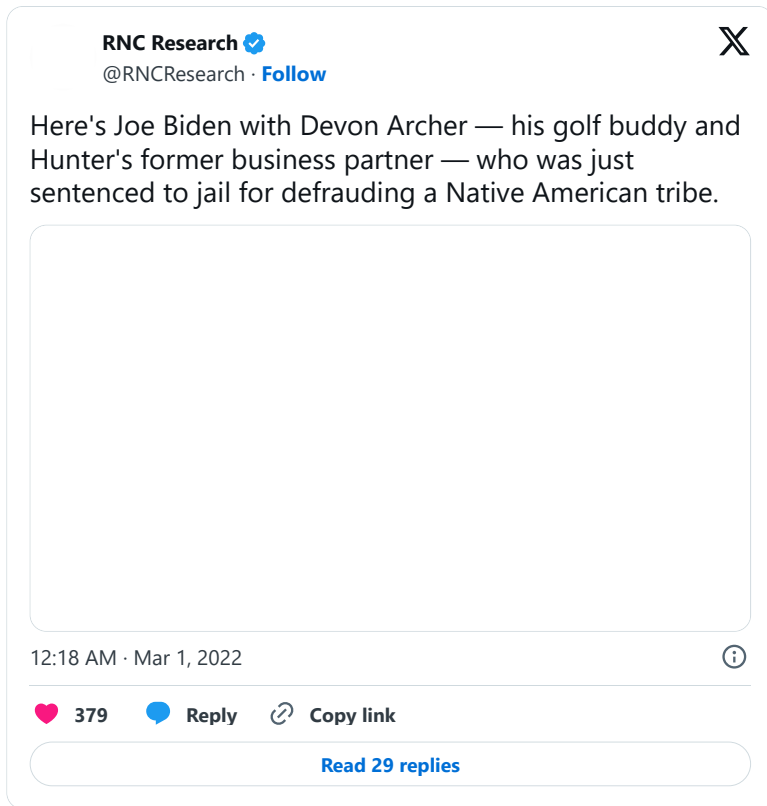 RNC Research
@RNCResearch · Follow
Here's Joe Biden with Devon Archer — his golf buddy and
Hunter's former business partner — who was just
sentenced to jail for defrauding a Native American tribe.
12:18 AM · Mar 1, 2022
379 Reply Copy link
Read 29 replies